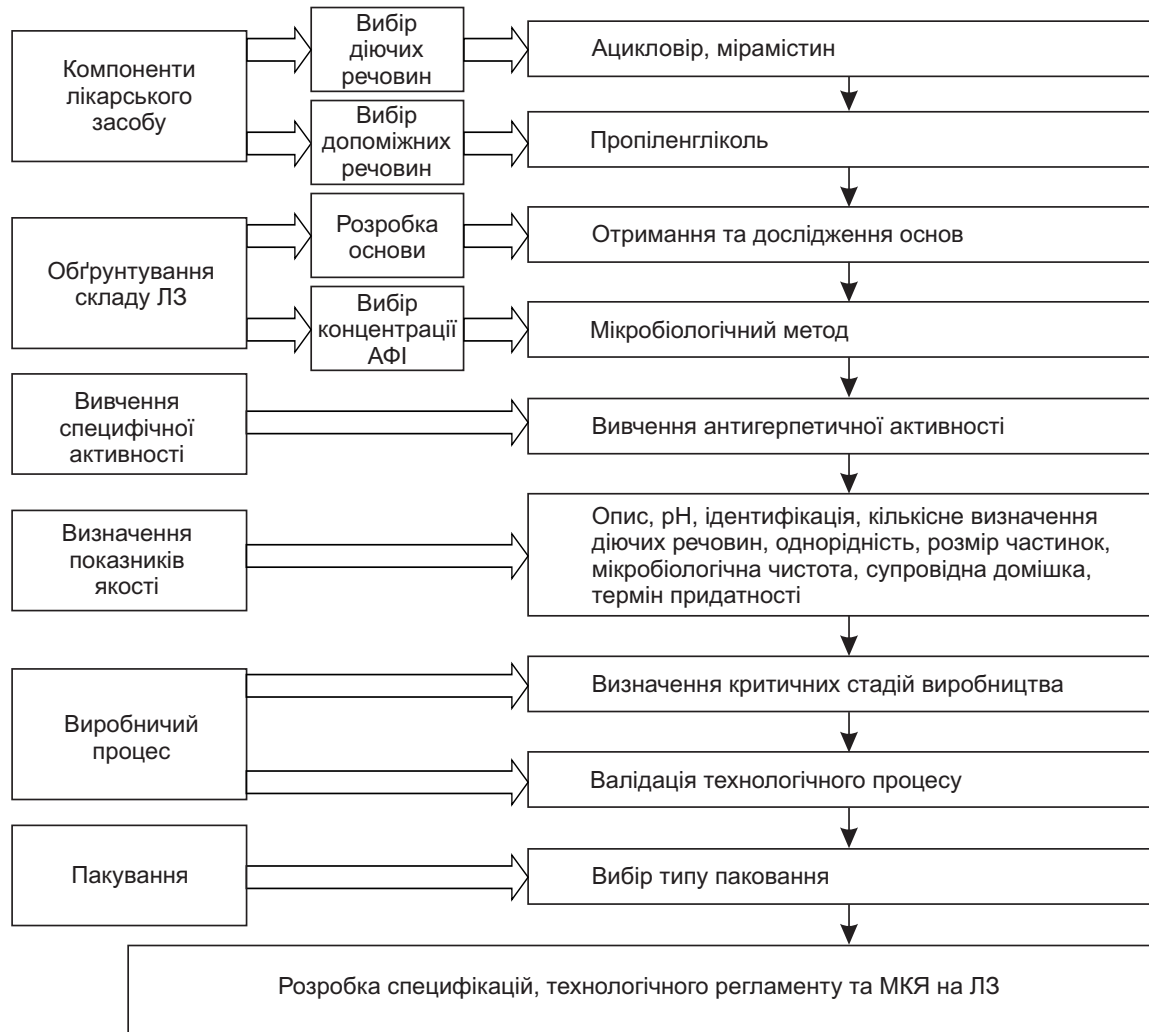 Компоненти
лікарського
засобу
Вибір
діючих
речовин
Ацикловір, мірамістин
Вибір
допоміжних
речовин
Пропіленгліколь
Обґрунтування
складу ЛЗ
Розробка
основи
Отримання та дослідження основ
Вибір
концентрації
АФІ
Мікробіологічний метод
Вивчення
специфічної
активності
Вивчення антигерпетичної активності
Визначення
показників
якості
Опис, рН, ідентифікація, кількісне визначення
діючих речовин, однорідність, розмір частинок,
мікробіологічна чистота, супровідна домішка,
термін придатності
Виробничий
процес
Визначення критичних стадій виробництва
Валідація технологічного процесу
Пакування
Вибір типу паковання
Розробка специфікацій, технологічного регламенту та МКЯ на ЛЗ